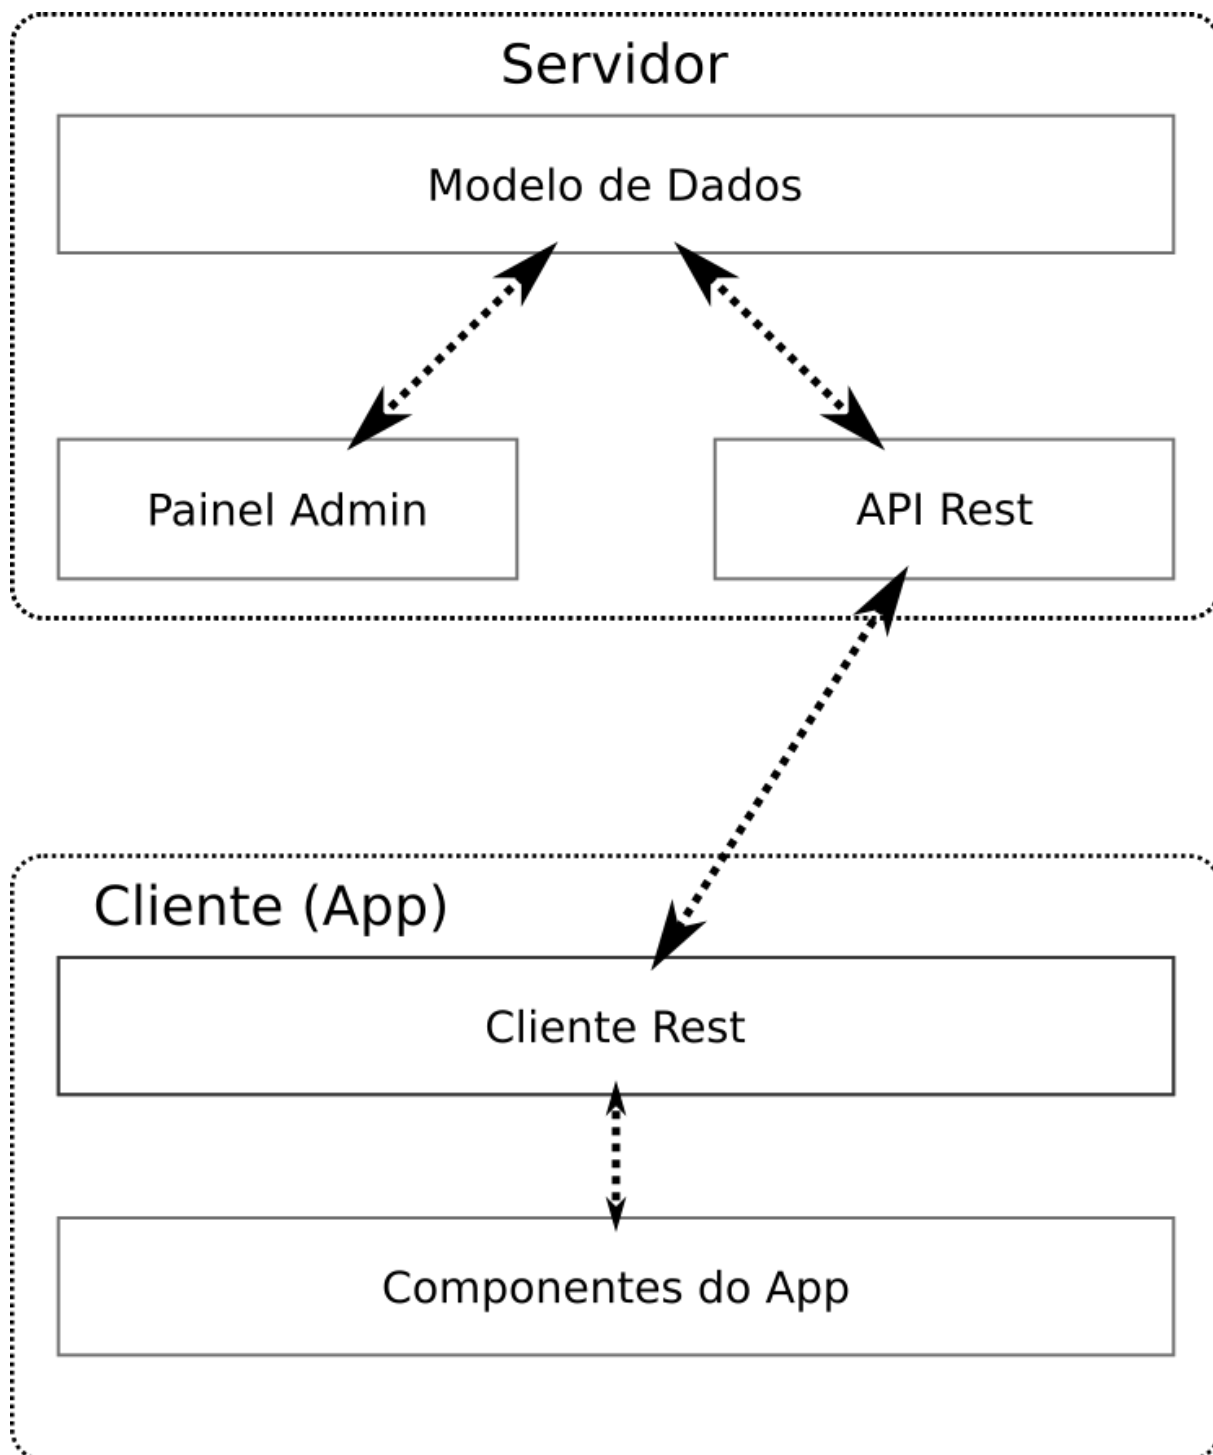 Servidor
Modelo de Dados
Painel Admin
API Rest
Cliente (App)
Cliente Rest
Componentes do App